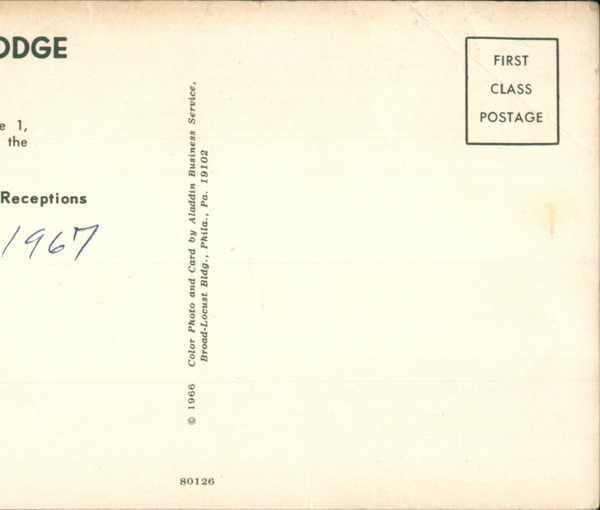 ODGE
e 1,
the
Receptions
1967
© 1966 Color Photo and Card by Aladdin Business Service,
Broad-Locust Bldg., Phila., Pa. 19102
80126
FIRST
CLASS
POSTAGE